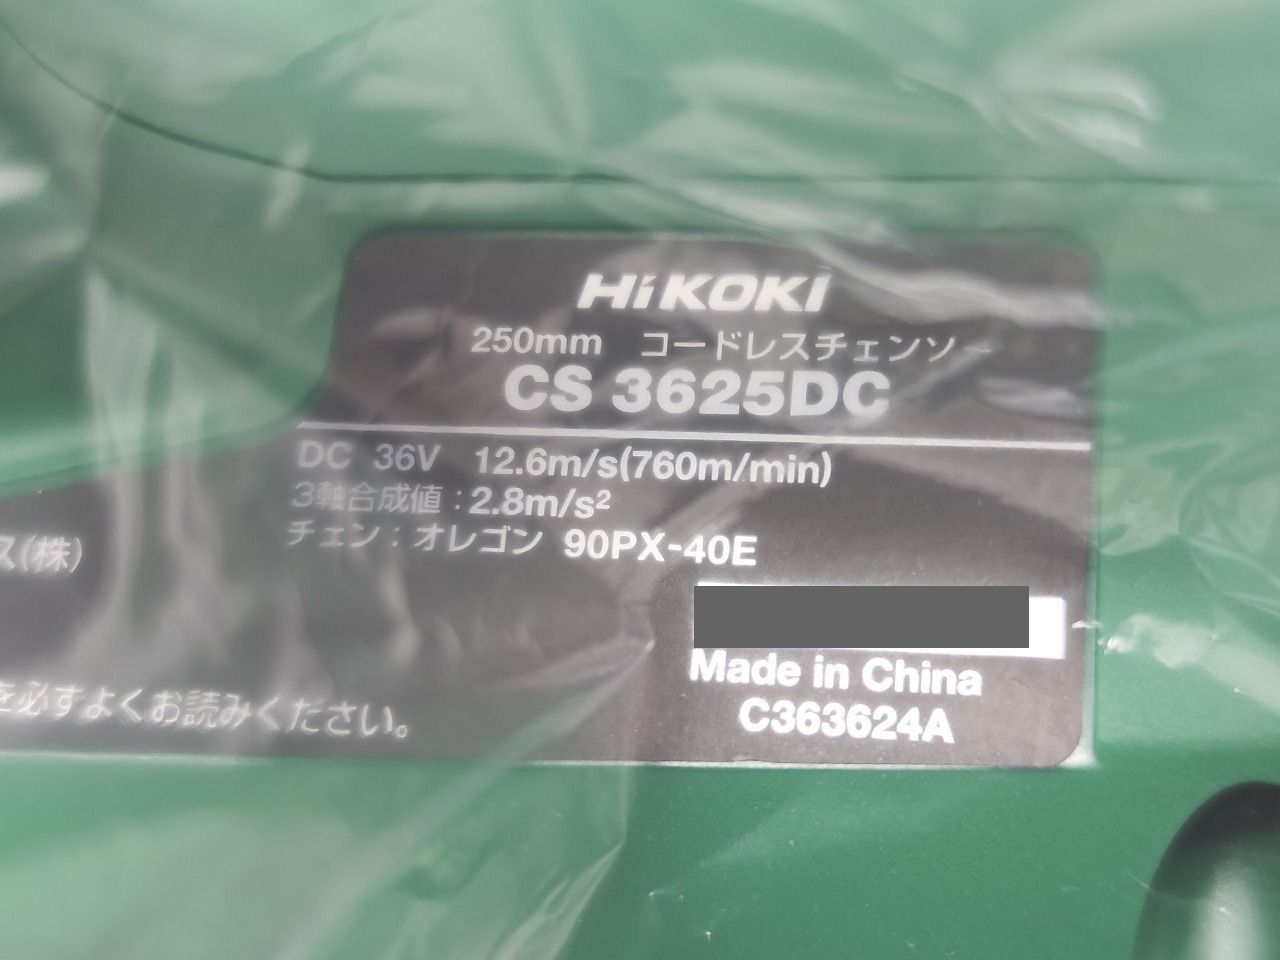 HiKOKI
250mm コードレスチェンソー
CS 3625DC
DC 36V 12.6m/s(760m/min)
3軸合成値：2.8m/s²
チェン：オレゴン 90PX-40E
ス(株)
Made in China
を必ずよくお読みください。
C363624A